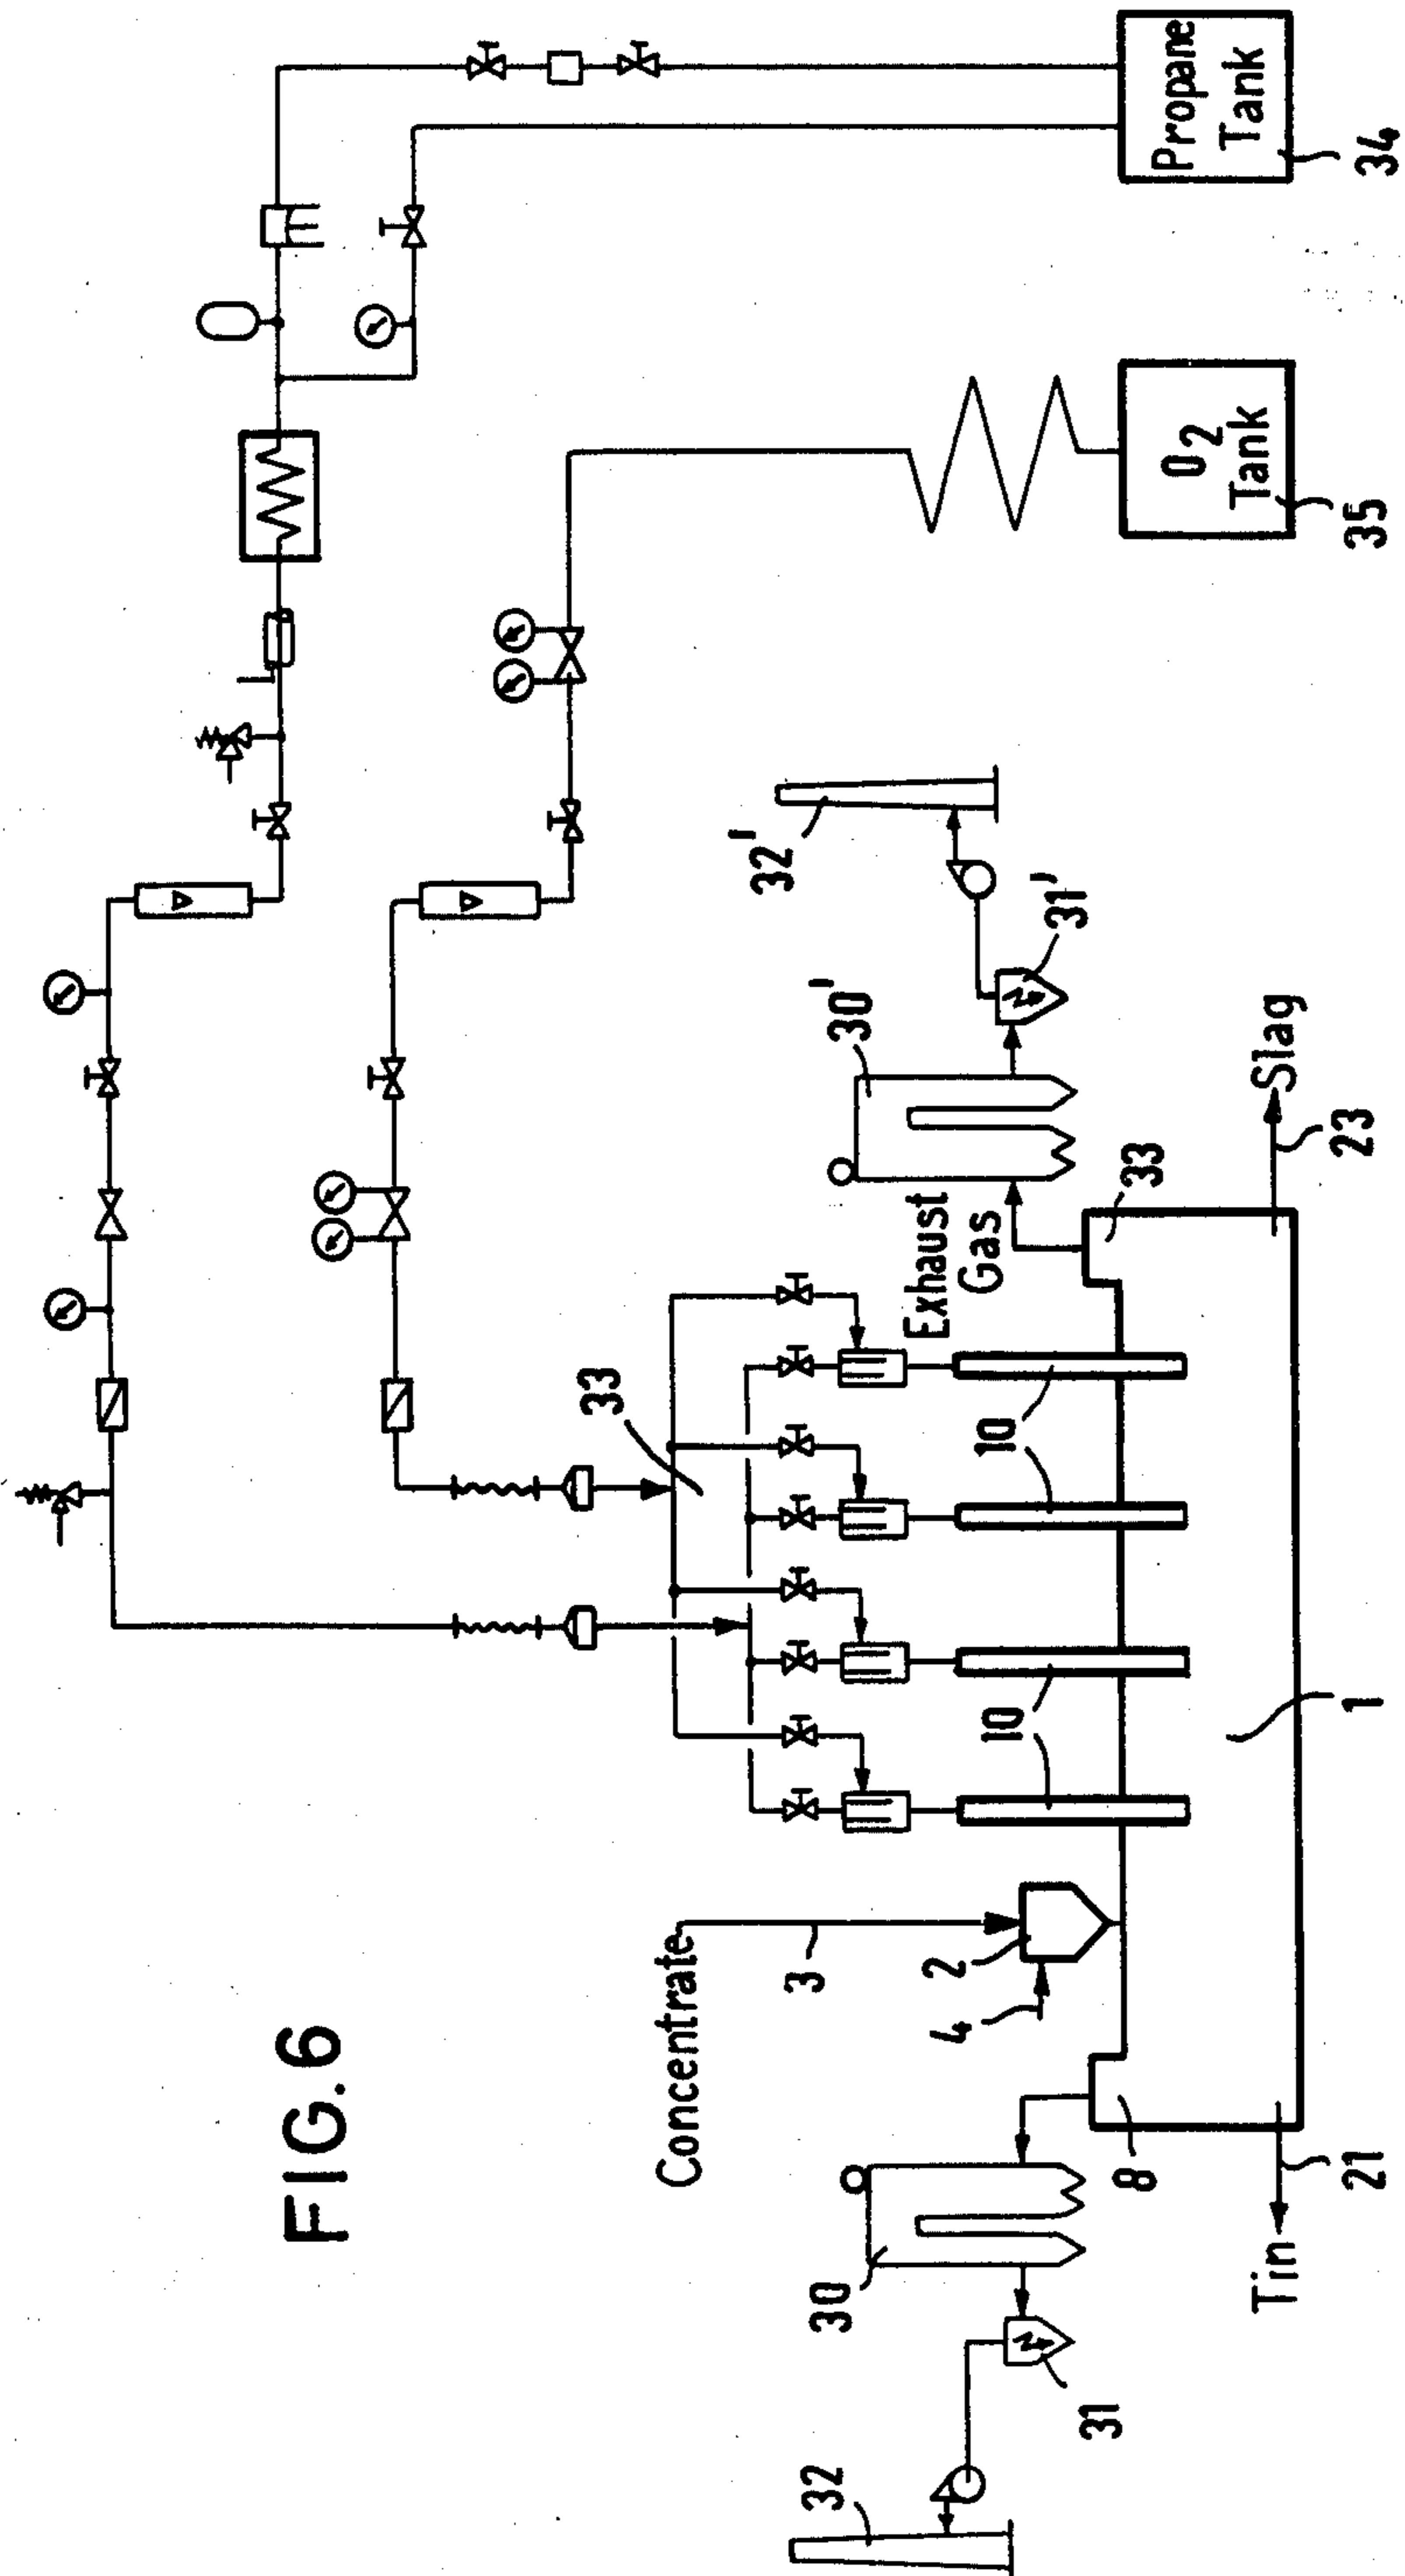 FIG. 6
Propane
Tank
34
O2
Tank
35
32'
31'
30'
Exhaust
Gas
33
Slag
23
33
10
10
1
Concentrate
3
2
4
8
21
Tin
30
31
32